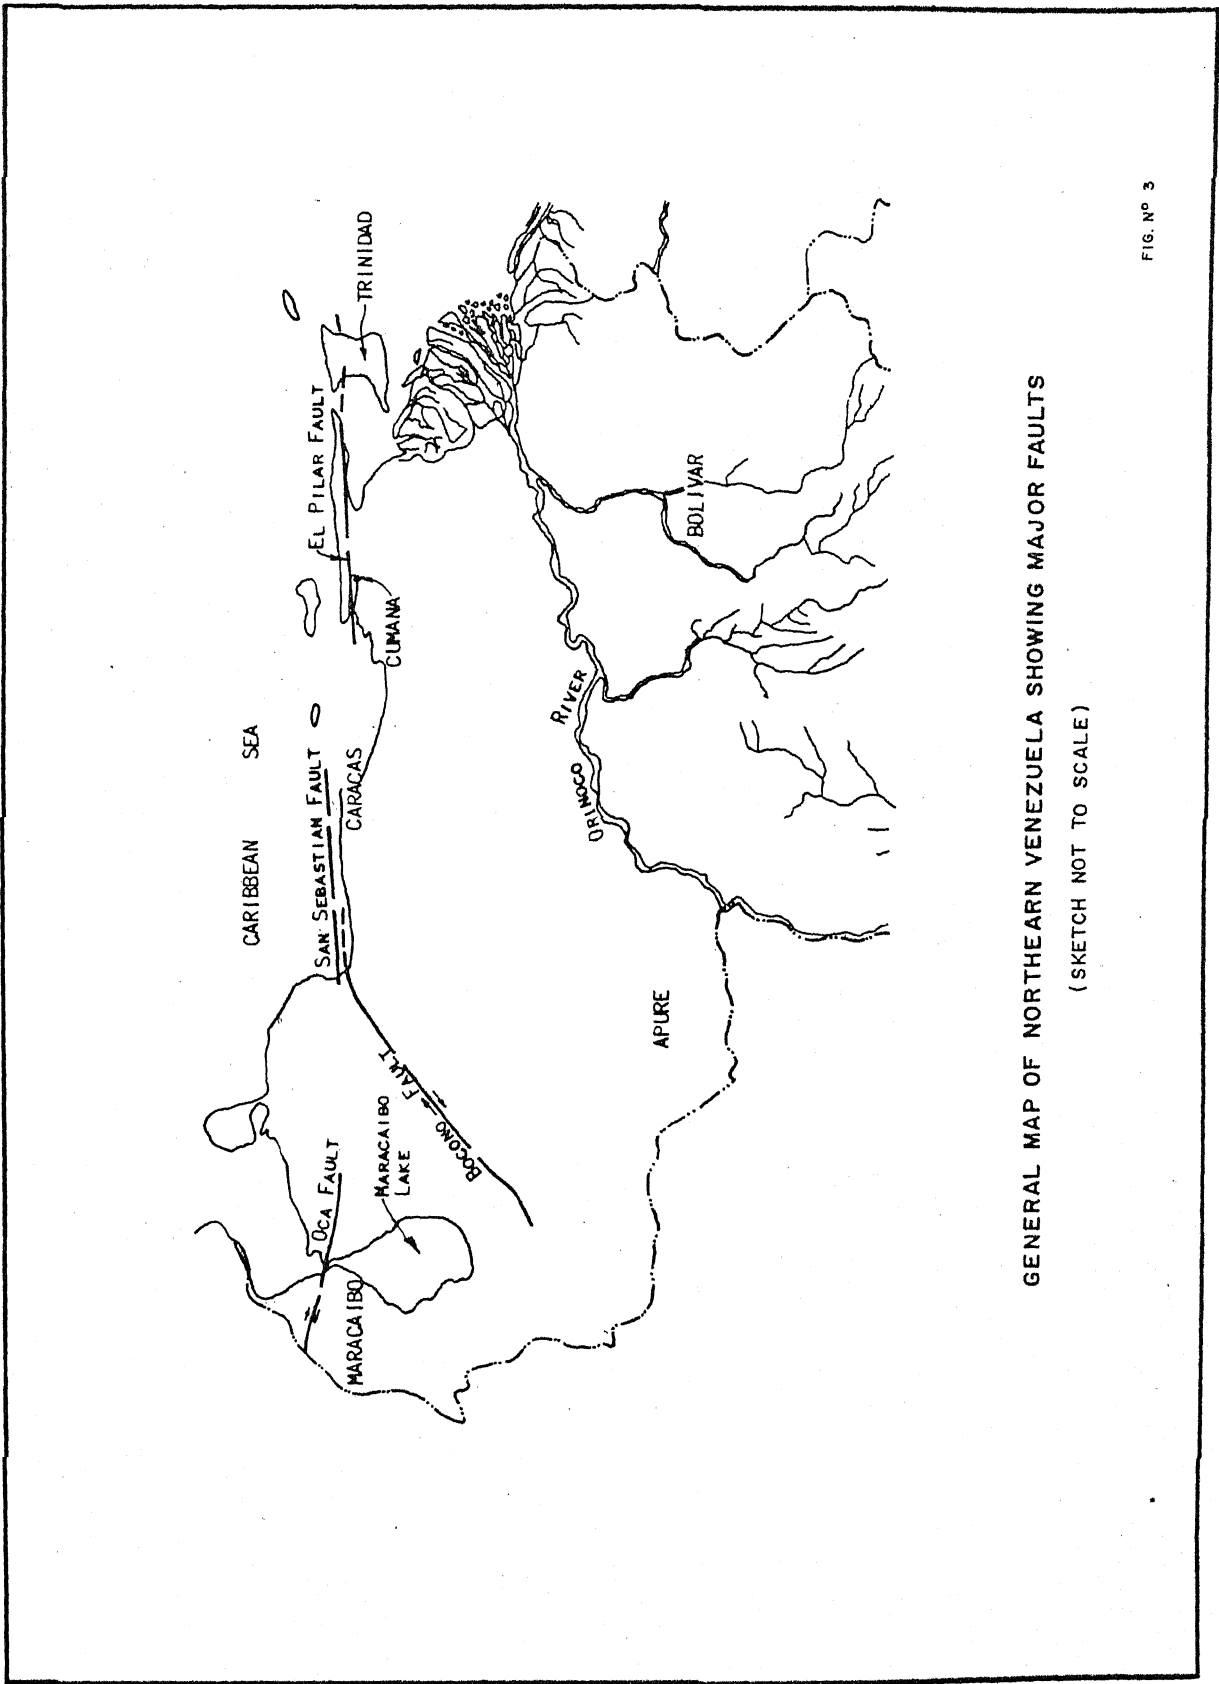 CARIBBEAN SEA
TRINIDAD
EL PILAR FAULT
SAN SEBASTIAN FAULT
CARACAS
CUMANA
OCA FAULT
MARACAIBO
MARACAIBO
LAKE
BOCONO FAULT
ORINOCO RIVER
BOLIVAR
APURE
GENERAL MAP OF NORTHEARN VENEZUELA SHOWING MAJOR FAULTS
(SKETCH NOT TO SCALE)
FIG. Nº 3